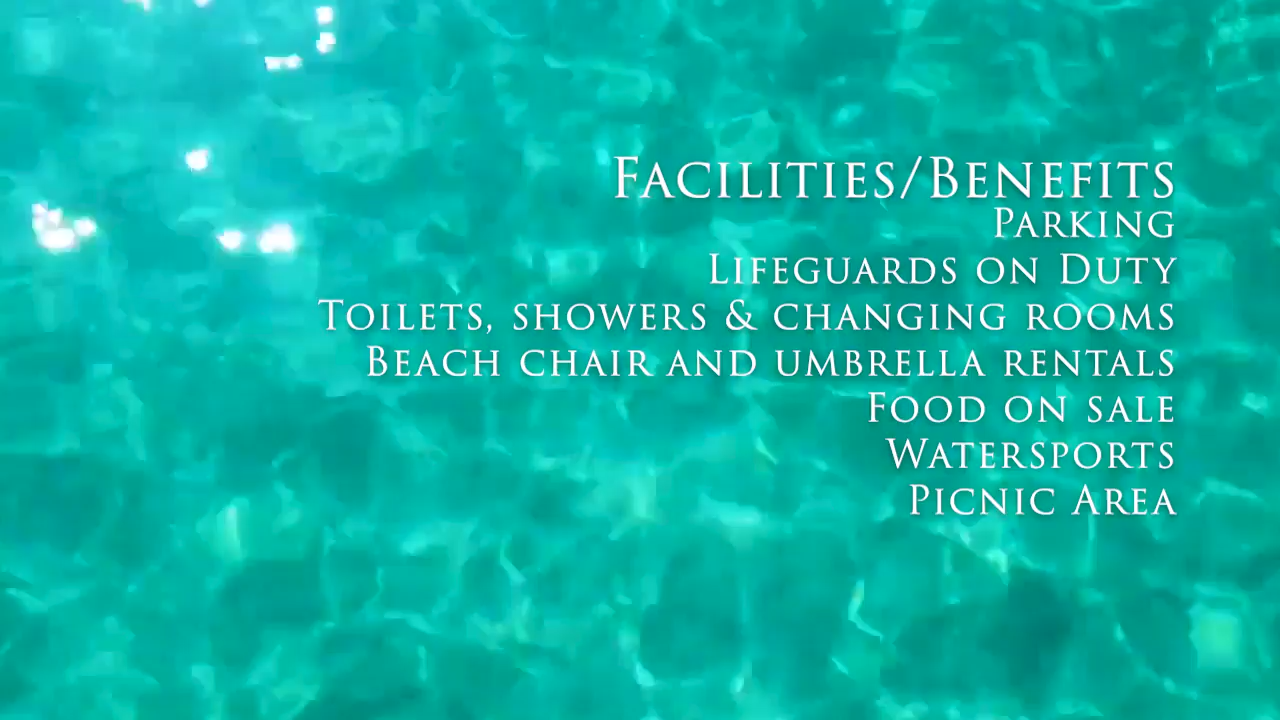 Facilities/Benefits
Parking
Lifeguards on Duty
Toilets, showers & changing rooms
Beach chair and umbrella rentals
Food on sale
Watersports
Picnic Area